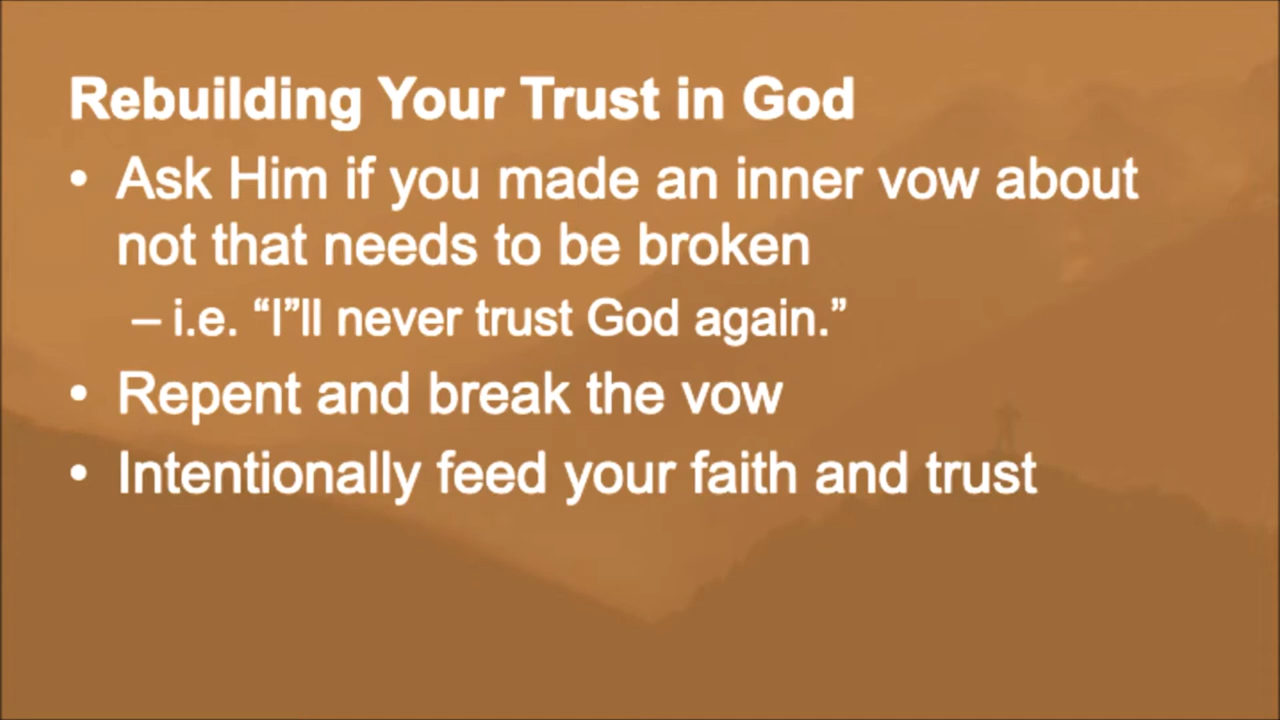 Rebuilding Your Trust in God
• Ask Him if you made an inner vow about
not that needs to be broken
– i.e. “I”ll never trust God again.”
• Repent and break the vow
• Intentionally feed your faith and trust